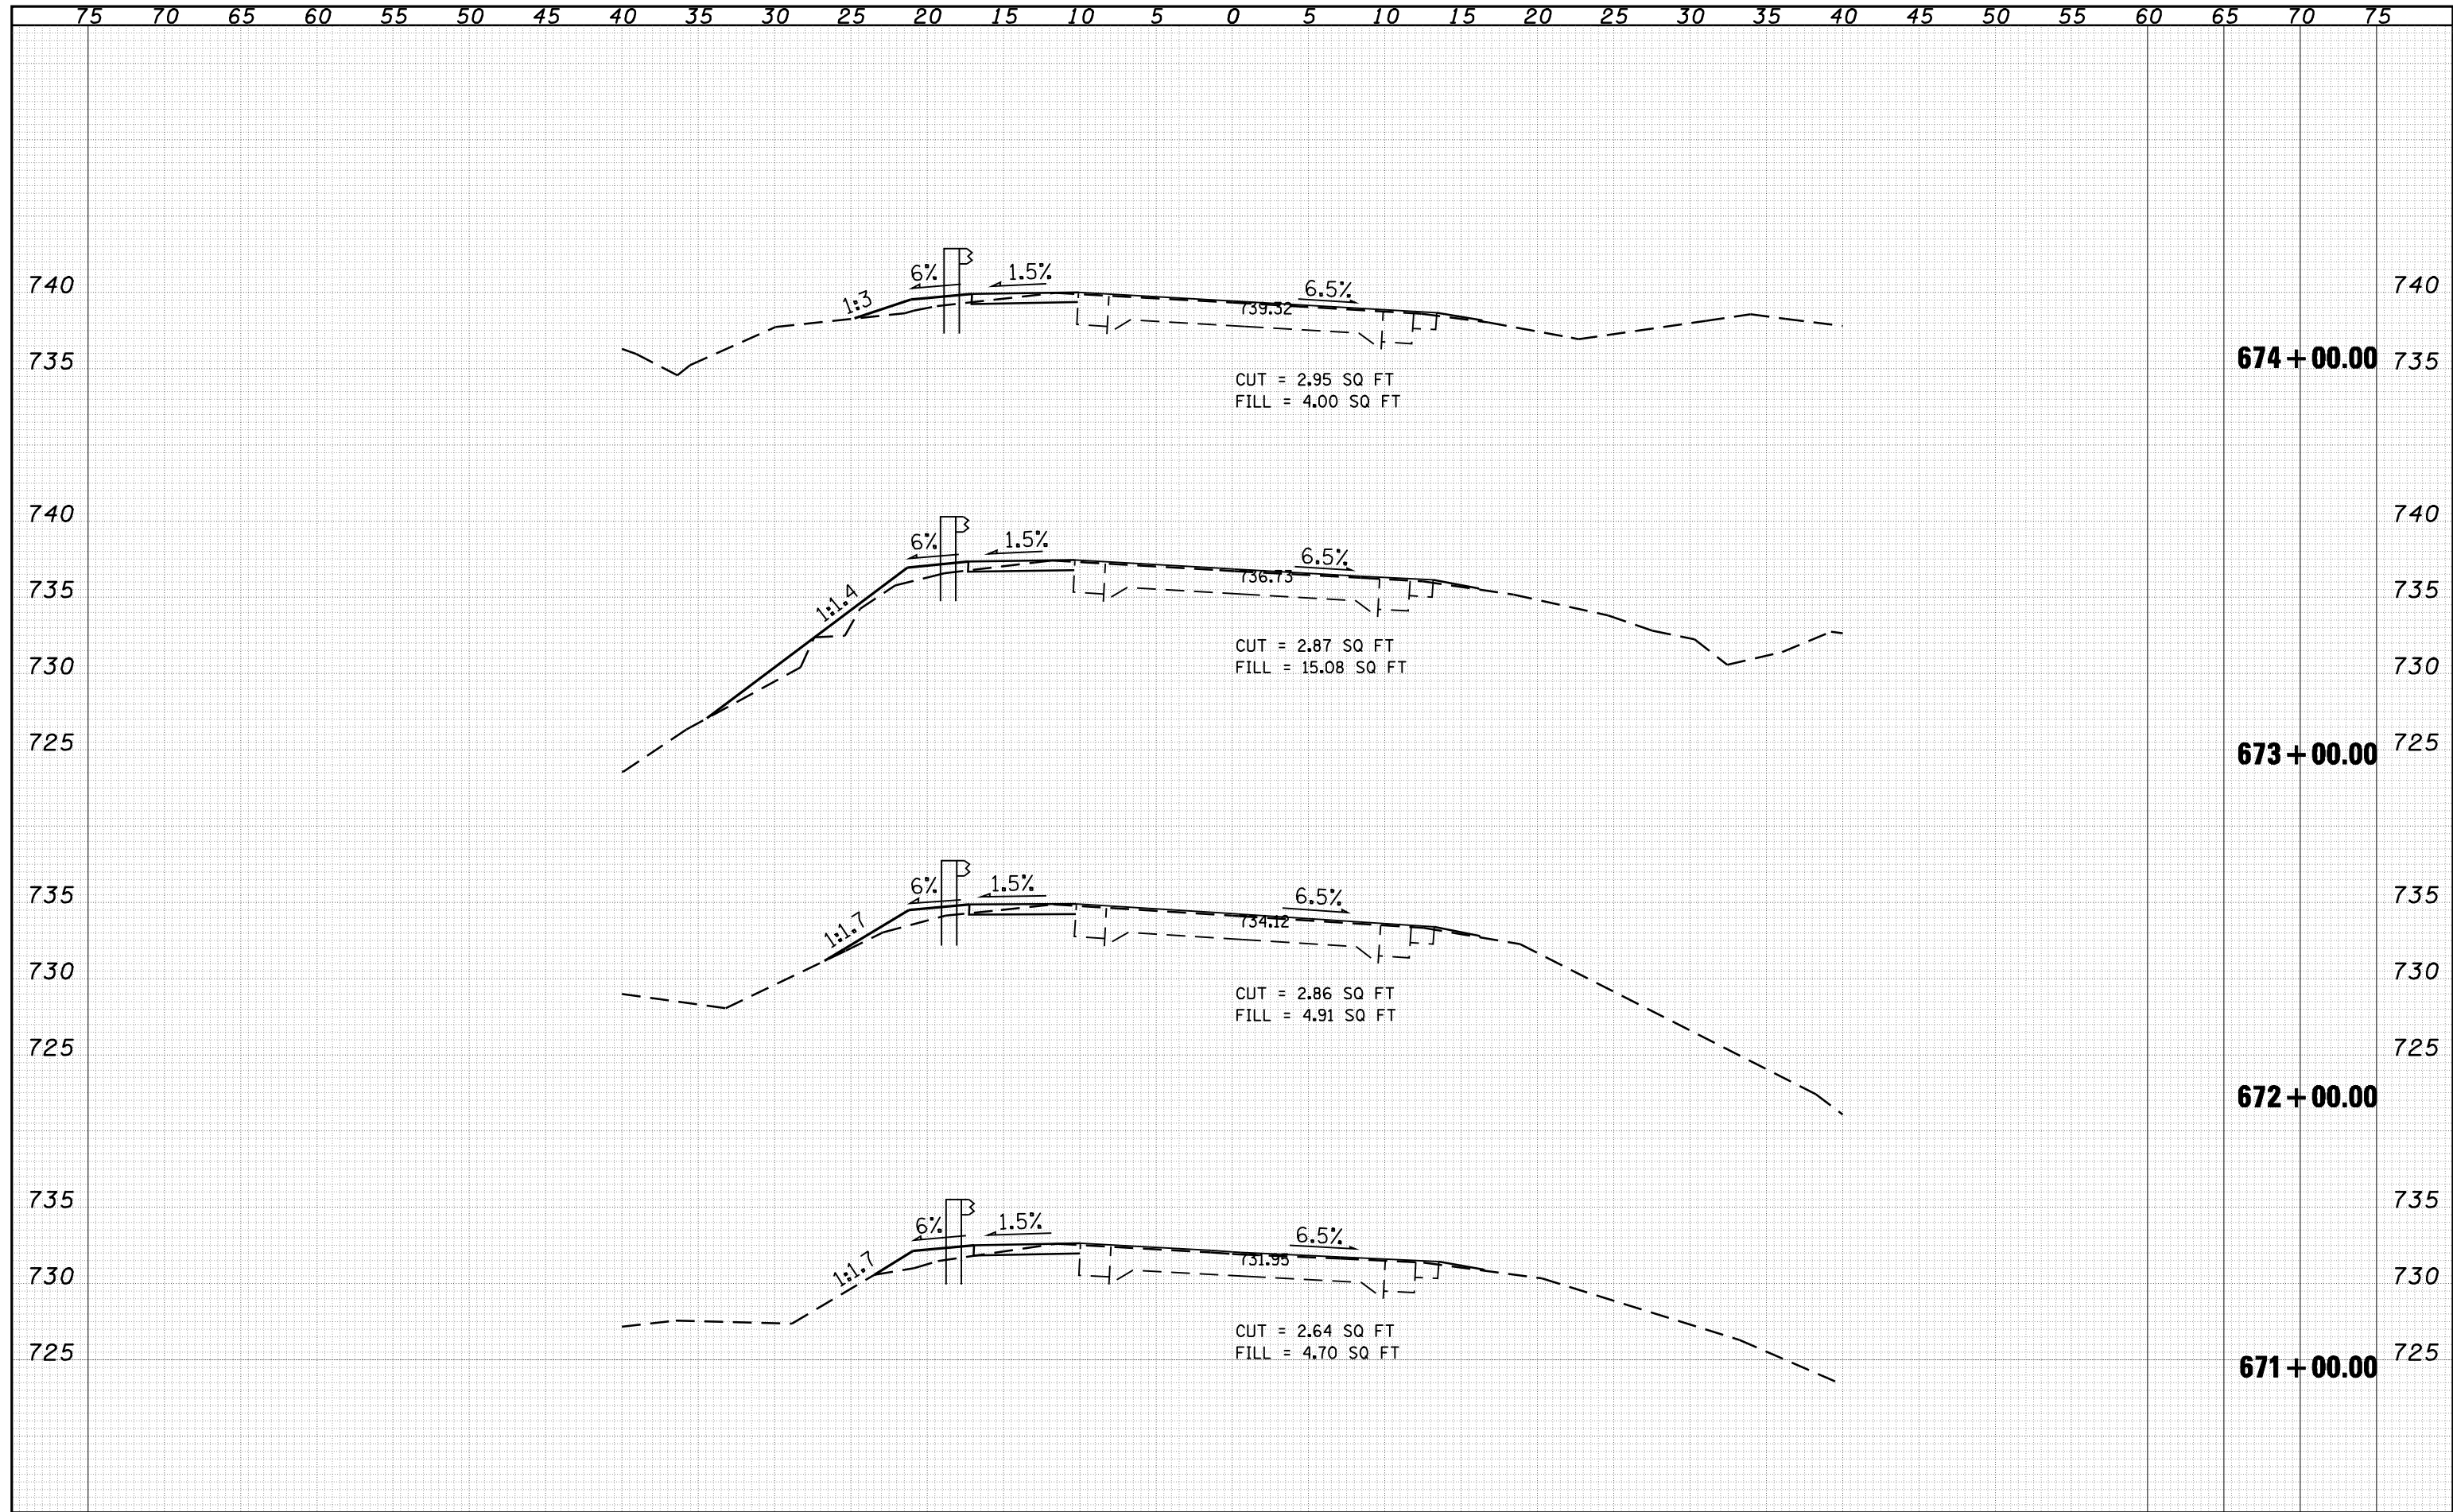 75 70 65 60 55 50 45 40 35 30 25 20 15 10 5 0 5 10 15 20 25 30 35 40 45 50 55 60 65 70 75
6% 1.5% 6.5%
740 1:3 739.32 740
735 674+00.00 735
CUT = 2.95 SQ FT
FILL = 4.00 SQ FT
740 740
6% 1.5% 6.5%
735 1:1.4 736.73 735
CUT = 2.87 SQ FT
730 FILL = 15.08 SQ FT 730
725 673+00.00 725
735 6% 1.5% 6.5% 735
1:1.7 734.12
730 730
CUT = 2.86 SQ FT
FILL = 4.91 SQ FT
725 725
672+00.00
735 735
6% 1.5% 6.5%
730 1:1.7 731.95 730
CUT = 2.64 SQ FT
725 FILL = 4.70 SQ FT 725
671+00.00